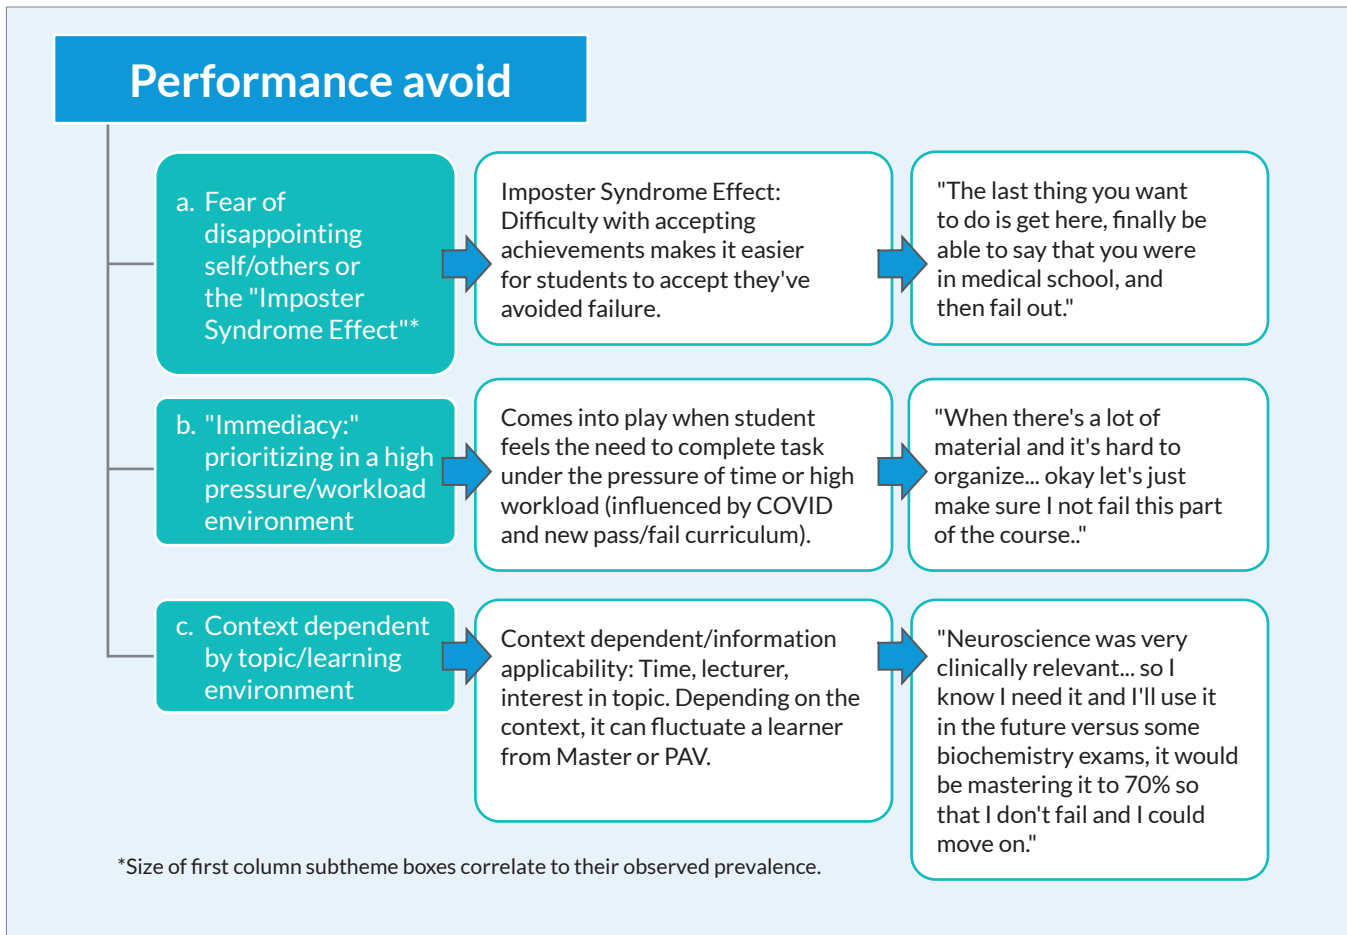 Performance avoid
a. Fear of
disappointing
self/others or
the "Imposter
Syndrome Effect"*
Imposter Syndrome Effect:
Difficulty with accepting
achievements makes it easier
for students to accept they've
avoided failure.
"The last thing you want
to do is get here, finally be
able to say that you were
in medical school, and
then fail out."
b. "Immediacy:"
prioritizing in a high
pressure/workload
environment
Comes into play when student
feels the need to complete task
under the pressure of time or high
workload (influenced by COVID
and new pass/fail curriculum).
"When there's a lot of
material and it's hard to
organize... okay let's just
make sure I not fail this part
of the course.."
c. Context dependent
by topic/learning
environment
Context dependent/information
applicability: Time, lecturer,
interest in topic. Depending on the
context, it can fluctuate a learner
from Master or PAV.
"Neuroscience was very
clinically relevant... so I
know I need it and I'll use it
in the future versus some
biochemistry exams, it would
be mastering it to 70% so
that I don't fail and I could
move on."
*Size of first column subtheme boxes correlate to their observed prevalence.